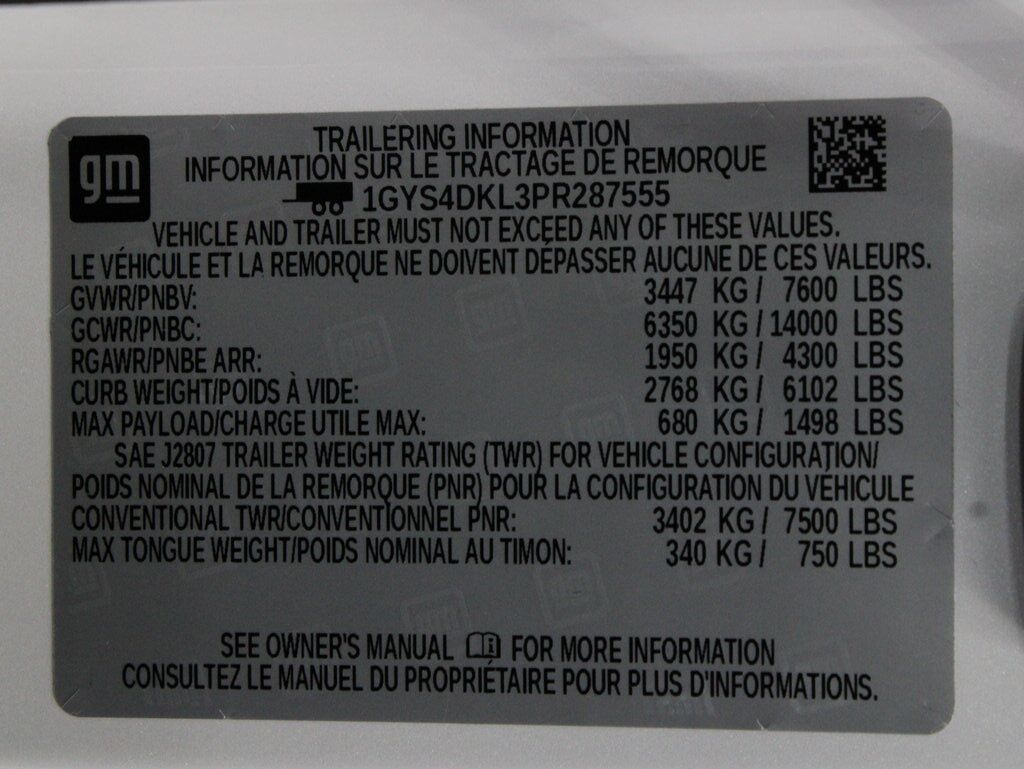 gm
TRAILERING INFORMATION
INFORMATION SUR LE TRACTAGE DE REMORQUE
1GYS4DKL3PR287555
VEHICLE AND TRAILER MUST NOT EXCEED ANY OF THESE VALUES.
LE VÉHICULE ET LA REMORQUE NE DOIVENT DÉPASSER AUCUNE DE CES VALEURS.
GVWR/PNBV: 3447 KG / 7600 LBS
GCWR/PNBC: 6350 KG / 14000 LBS
RGAWR/PNBE ARR: 1950 KG / 4300 LBS
CURB WEIGHT/POIDS À VIDE: 2768 KG / 6102 LBS
MAX PAYLOAD/CHARGE UTILE MAX: 680 KG / 1498 LBS
SAE J2807 TRAILER WEIGHT RATING (TWR) FOR VEHICLE CONFIGURATION/
POIDS NOMINAL DE LA REMORQUE (PNR) POUR LA CONFIGURATION DU VÉHICULE
CONVENTIONAL TWR/CONVENTIONNEL PNR: 3402 KG / 7500 LBS
MAX TONGUE WEIGHT/POIDS NOMINAL AU TIMON: 340 KG / 750 LBS
SEE OWNER'S MANUAL FOR MORE INFORMATION
CONSULTEZ LE MANUEL DU PROPRIÉTAIRE POUR PLUS D'INFORMATIONS.